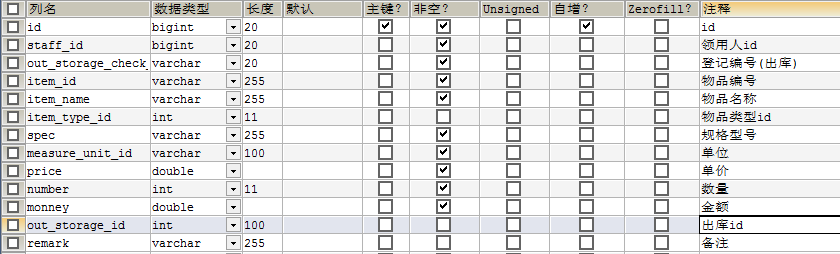 列名 数据类型 长度 默认 主键? 非空? Unsigned 自增? Zerofill? 注释
id bigint 20 id
staff_id bigint 20 领用人id
out_storage_check_ varchar 20 登记编号(出库)
item_id varchar 255 物品编号
item_name varchar 255 物品名称
item_type_id int 11 物品类型id
spec varchar 255 规格型号
measure_unit_id varchar 100 单位
price double 单价
number int 11 数量
monney double 金额
out_storage_id int 100 出库id
remark varchar 255 备注